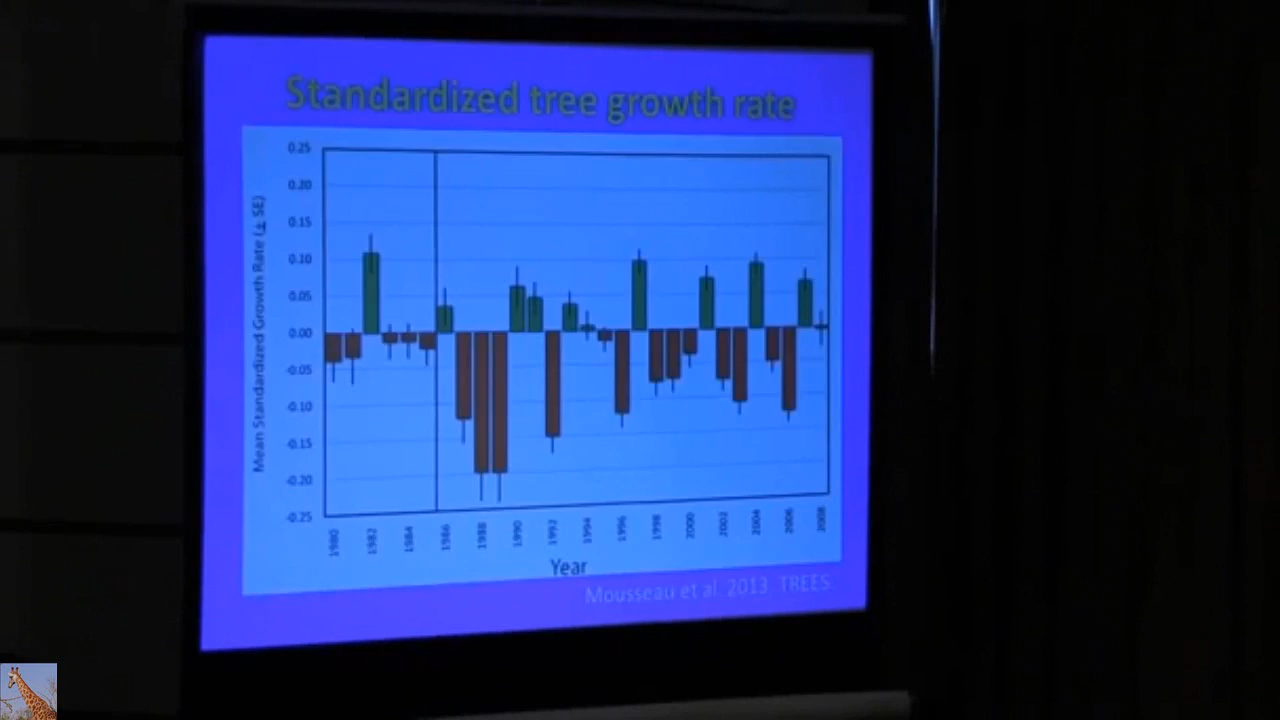 Standardized tree growth rate
0.25
0.20
0.15
0.10
0.05
0.00
-0.05
-0.10
-0.15
-0.20
-0.25
Mean Standardized Growth Rate (± SE)
1980 1982 1984 1986 1988 1990 1992 1994 1996 1998 2000 2002 2004 2006 2008
Year
Mousseau et al. 2013. TREES.